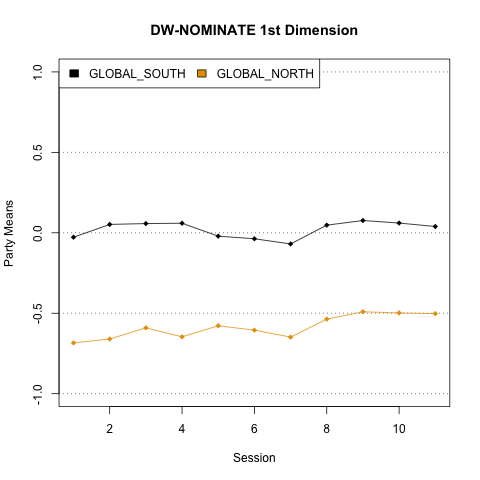 DW-NOMINATE 1st Dimension
GLOBAL_SOUTH GLOBAL_NORTH
1.0
0.5
0.0
-0.5
-1.0
Party Means
2 4 6 8 10
Session